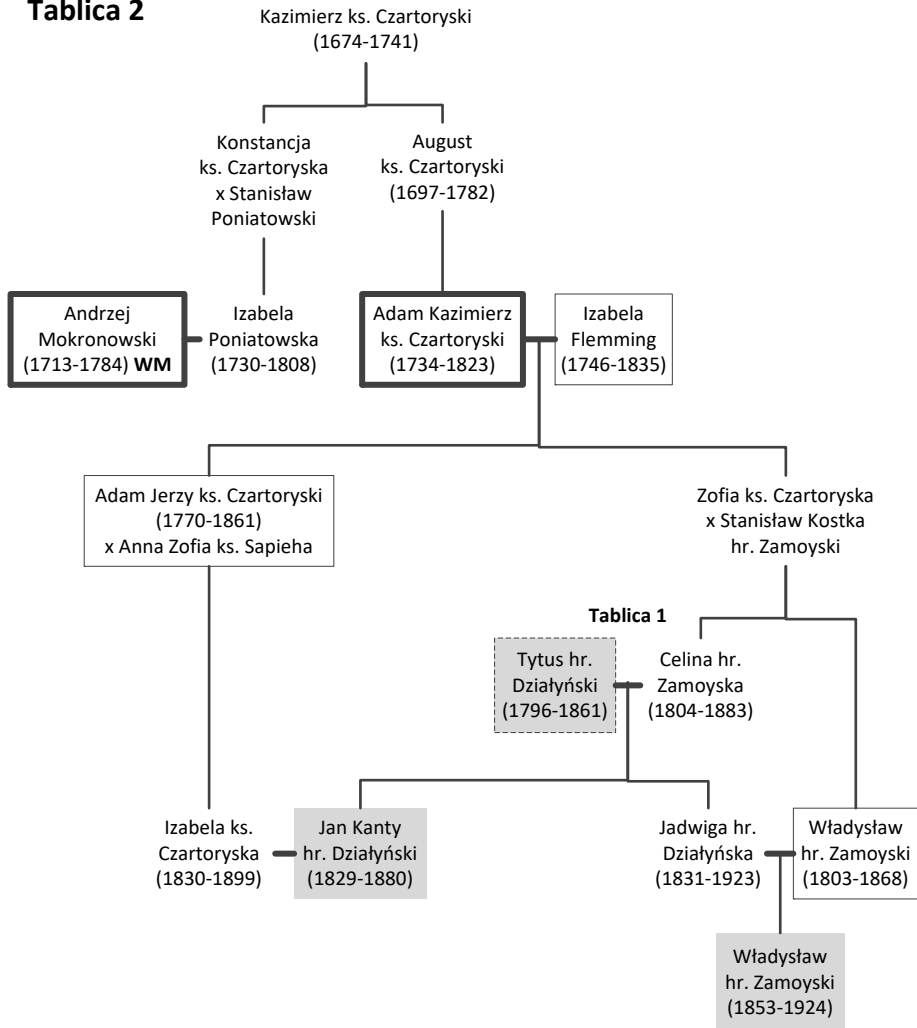 Tablica 2
Kazimierz ks. Czartoryski
(1674-1741)
Konstancja
ks. Czartoryska
x Stanisław
Poniatowski
August
ks. Czartoryski
(1697-1782)
Andrzej
Mokronowski
(1713-1784) WM
Izabela
Poniatowska
(1730-1808)
Adam Kazimierz
ks. Czartoryski
(1734-1823)
Izabela
Flemming
(1746-1835)
Adam Jerzy ks. Czartoryski
(1770-1861)
x Anna Zofia ks. Sapieha
Zofia ks. Czartoryska
x Stanisław Kostka
hr. Zamoyski
Tablica 1
Tytus hr.
Działyński
(1796-1861)
Celina hr.
Zamoyska
(1804-1883)
Izabela ks.
Czartoryska
(1830-1899)
Jan Kanty
hr. Działyński
(1829-1880)
Jadwiga hr.
Działyńska
(1831-1923)
Władysław
hr. Zamoyski
(1803-1868)
Władysław
hr. Zamoyski
(1853-1924)